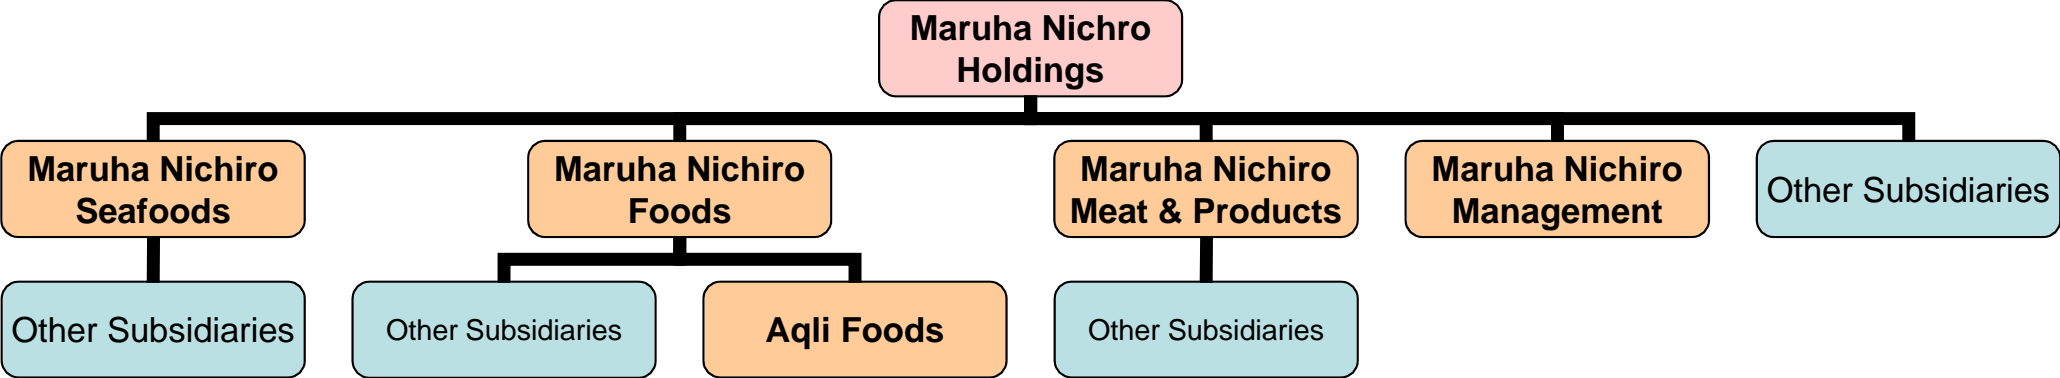 Maruha Nichro
Holdings
Maruha Nichiro
Seafoods
Maruha Nichiro
Foods
Maruha Nichiro
Meat & Products
Maruha Nichiro
Management
Other Subsidiaries
Other Subsidiaries
Other Subsidiaries
Aqli Foods
Other Subsidiaries